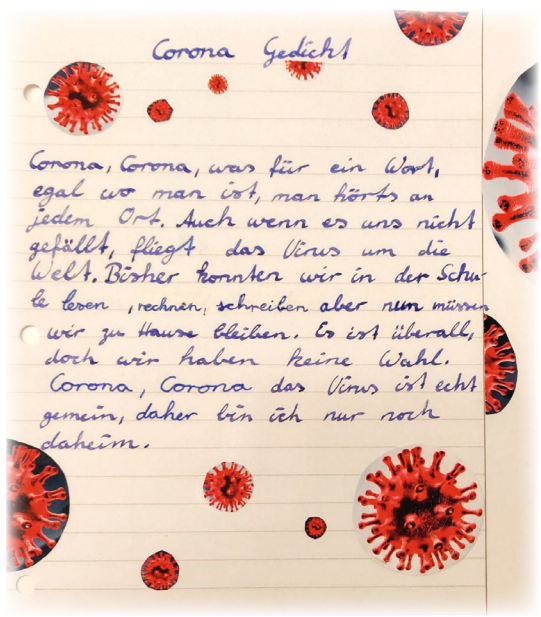 Corona Gedicht
Corona, Corona, was für ein Wort,
egal wo man ist, man hörts an
jedem Ort. Auch wenn es uns nicht
gefällt, fliegt das Virus um die
Welt. Bisher konnten wir in der Schu-
le lesen, rechnen, schreiben aber nun müssen
wir zu Hause bleiben. Es ist überall,
doch wir haben keine Wahl.
Corona, Corona das Virus ist echt
gemein, daher bin ich nur noch
daheim.